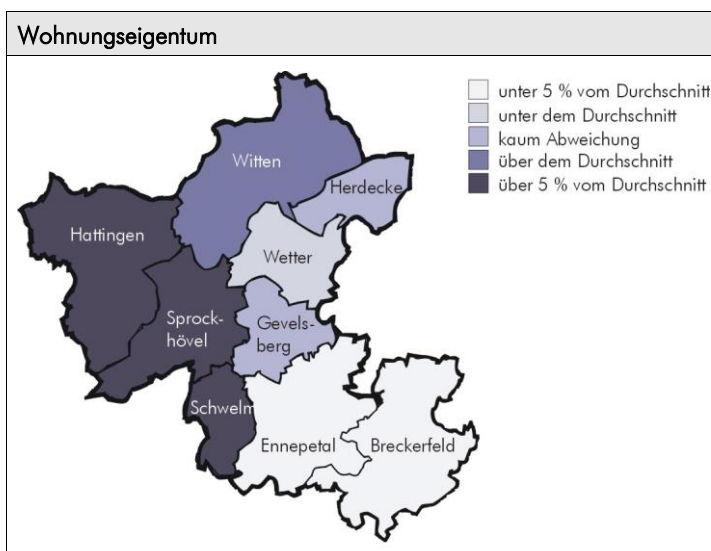 Wohnungseigentum
unter 5 % vom Durchschnitt
unter dem Durchschnitt
kaum Abweichung
über dem Durchschnitt
über 5 % vom Durchschnitt
Witten
Herdecke
Hattingen
Wetter
Sprock-
hövel
Gevels-
berg
Schwelm
Ennepetal
Breckerfeld